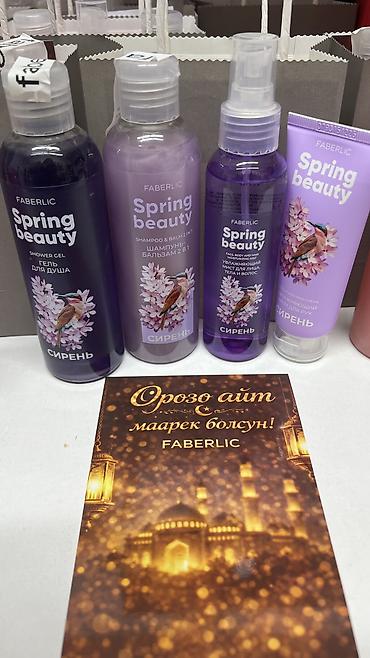 FABERLIC
Spring
beauty
SHOWER GEL
ГЕЛЬ
ДЛЯ ДУША
СИРЕНЬ
FABERLIC
Spring
beauty
SHAMPOO & BALM 2 IN 1
ШАМПУНЬ-
БАЛЬЗАМ 2 В 1
СИРЕНЬ
FABERLIC
Spring
beauty
УВЛАЖНЯЮЩИЙ
МИСТ ДЛЯ ЛИЦА,
ТЕЛА И ВОЛОС
СИРЕНЬ
FABERLIC
Spring
beauty
СИРЕНЬ
Орозо айт
маарек болсун!
FABERLIC